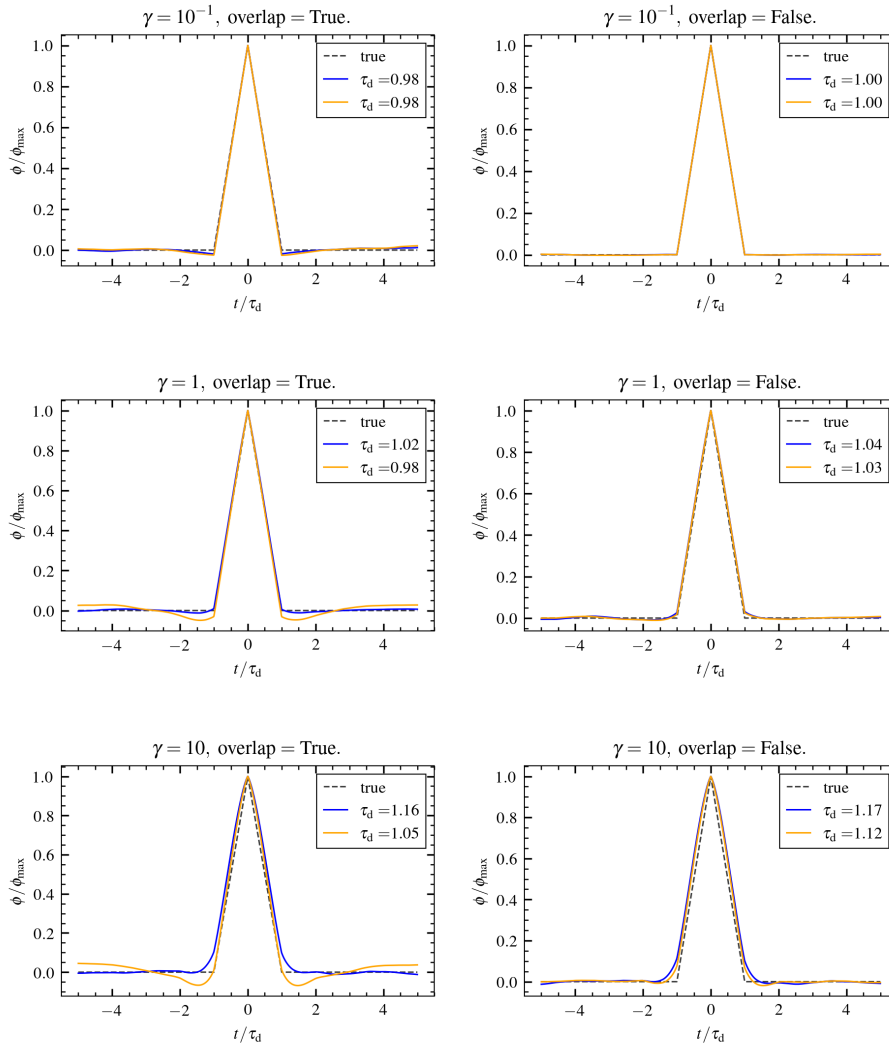 γ = 10⁻¹, overlap = True.
1.0
0.8
0.6
0.4
0.2
0.0
ϕ/ϕmax
true
τd =0.98
τd =0.98
−4 −2 0 2 4
t/τd
γ = 10⁻¹, overlap = False.
1.0
0.8
0.6
0.4
0.2
0.0
ϕ/ϕmax
true
τd =1.00
τd =1.00
−4 −2 0 2 4
t/τd
γ = 1, overlap = True.
1.0
0.8
0.6
0.4
0.2
0.0
ϕ/ϕmax
true
τd =1.02
τd =0.98
−4 −2 0 2 4
t/τd
γ = 1, overlap = False.
1.0
0.8
0.6
0.4
0.2
0.0
ϕ/ϕmax
true
τd =1.04
τd =1.03
−4 −2 0 2 4
t/τd
γ = 10, overlap = True.
1.0
0.8
0.6
0.4
0.2
0.0
ϕ/ϕmax
true
τd =1.16
τd =1.05
−4 −2 0 2 4
t/τd
γ = 10, overlap = False.
1.0
0.8
0.6
0.4
0.2
0.0
ϕ/ϕmax
true
τd =1.17
τd =1.12
−4 −2 0 2 4
t/τd